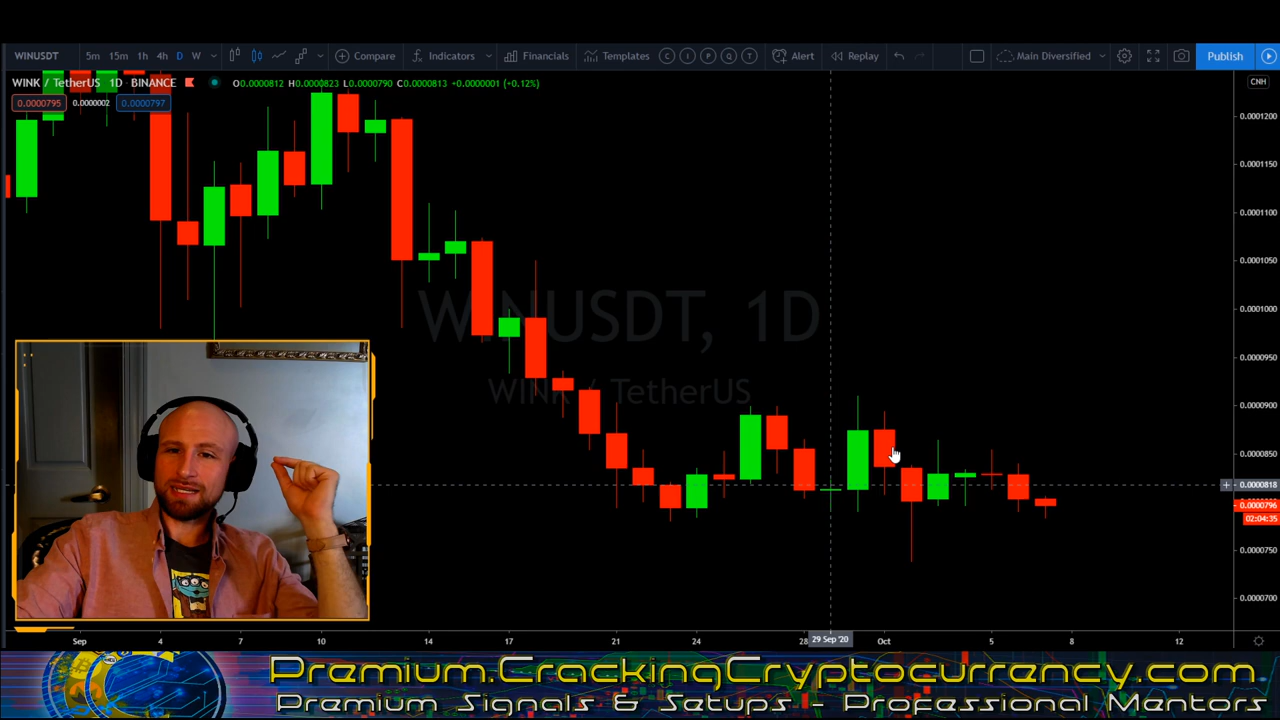 WINUSDT 5m 15m 1h 4h D W Compare Indicators Financials Templates C I P Q T Alert Replay Main Diversified Publish
WINK / TetherUS 1D BINANCE O0.0000812 H0.0000823 L0.0000790 C0.0000813 +0.0000001 (+0.12%)
CNH
0.0000795 0.0000002 0.0000797
0.0001200
0.0001150
0.0001100
0.0001050
WINUSDT, 1D
0.0001000
0.0000950
WINK / TetherUS
0.0000900
0.0000850
0.0000818
0.0000796
02:04:35
0.0000750
0.0000700
Sep 4 7 10 14 17 21 24 28 29 Sep '20 Oct 5 8 12
Premium.CrackingCryptocurrency.com
Premium Signals & Setups - Professional Mentors